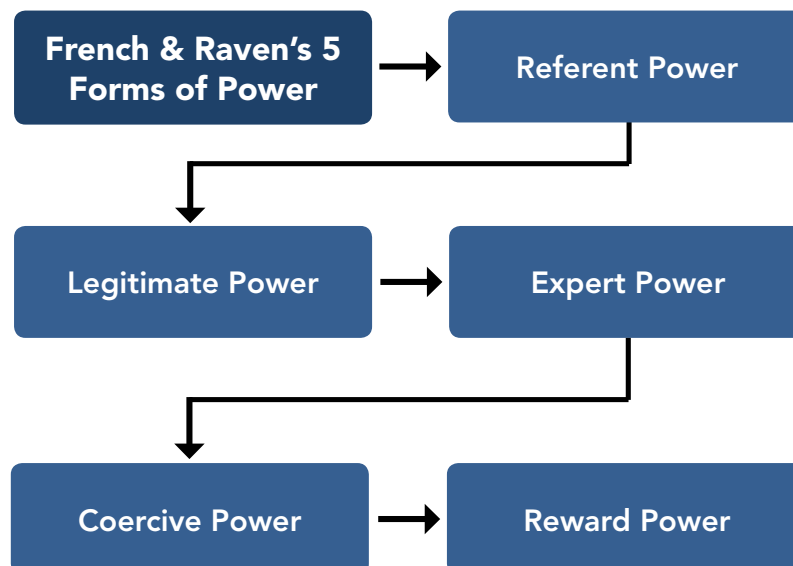 French & Raven's 5
Forms of Power
Referent Power
Legitimate Power
Expert Power
Coercive Power
Reward Power